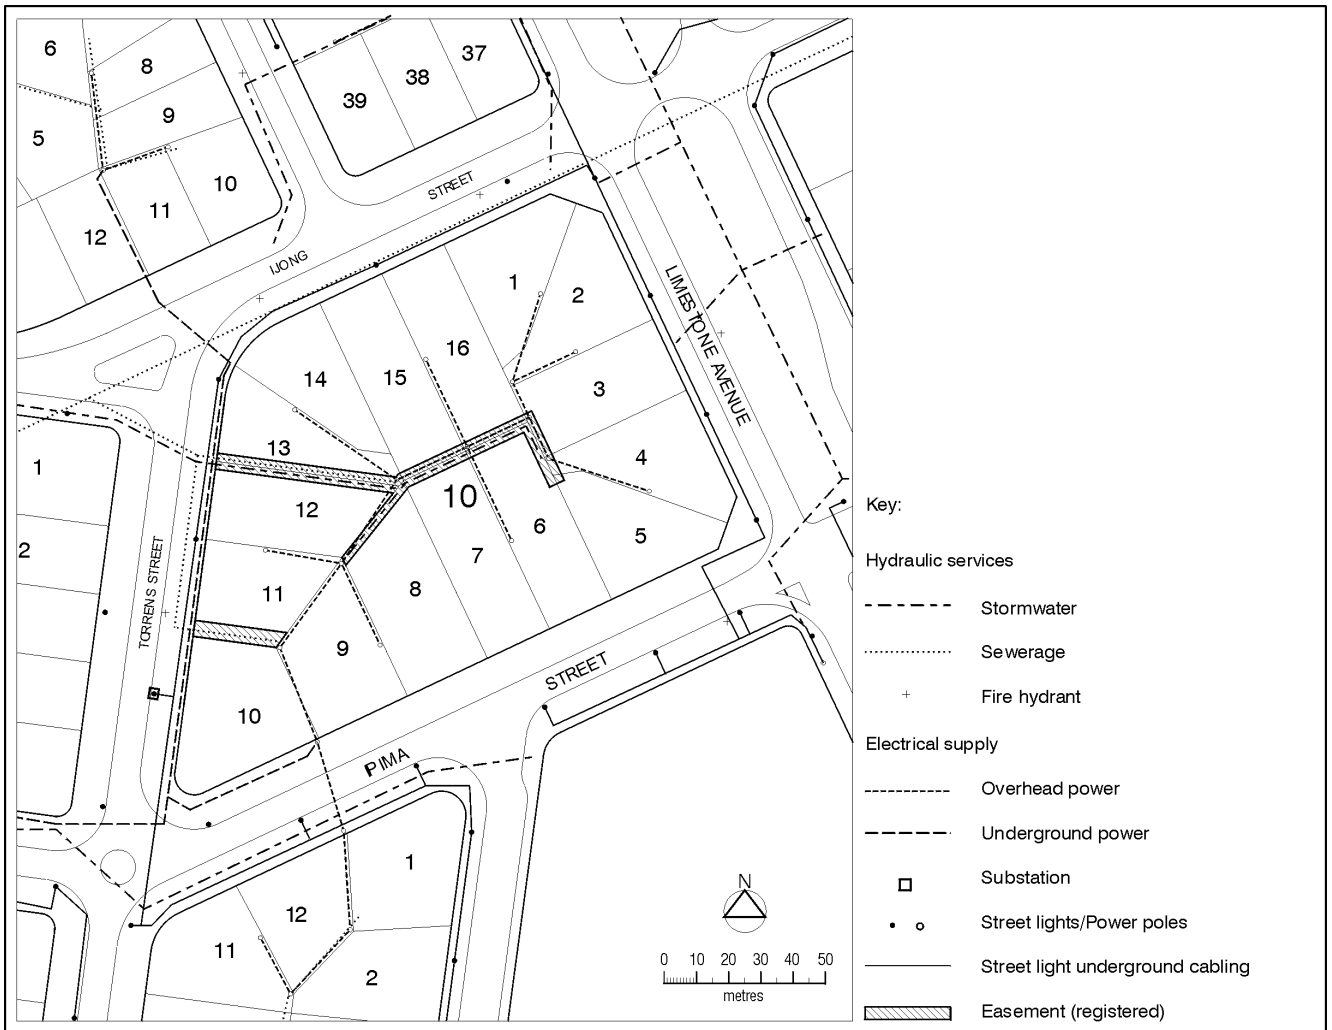 6
8
37
38
9
39
5
10
STREET
11
12
IJONG
1
2
LIMESTONE AVENUE
16
14
15
3
13
4
1
10
12
Key:
6
2
5
7
Hydraulic services
8
11
Stormwater
TORRENS STREET
9
Sewerage
STREET
Fire hydrant
10
Electrical supply
PIMA
Overhead power
Underground power
1
Substation
N
12
Street lights/Power poles
11
0 10 20 30 40 50
Street light underground cabling
2
metres
Easement (registered)